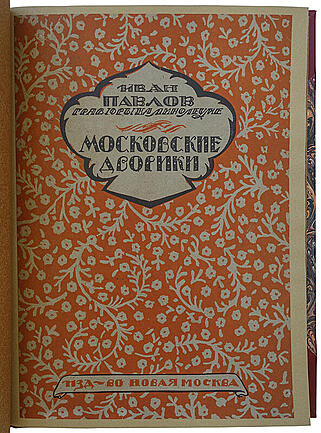 ИВАН
ПАВЛОВ
ГРАВЮРЫ НА ЛИНОЛЕУМЕ
МОСКОВСКИЕ
ДВОРИКИ
ИЗД-ВО НОВАЯ МОСКВА